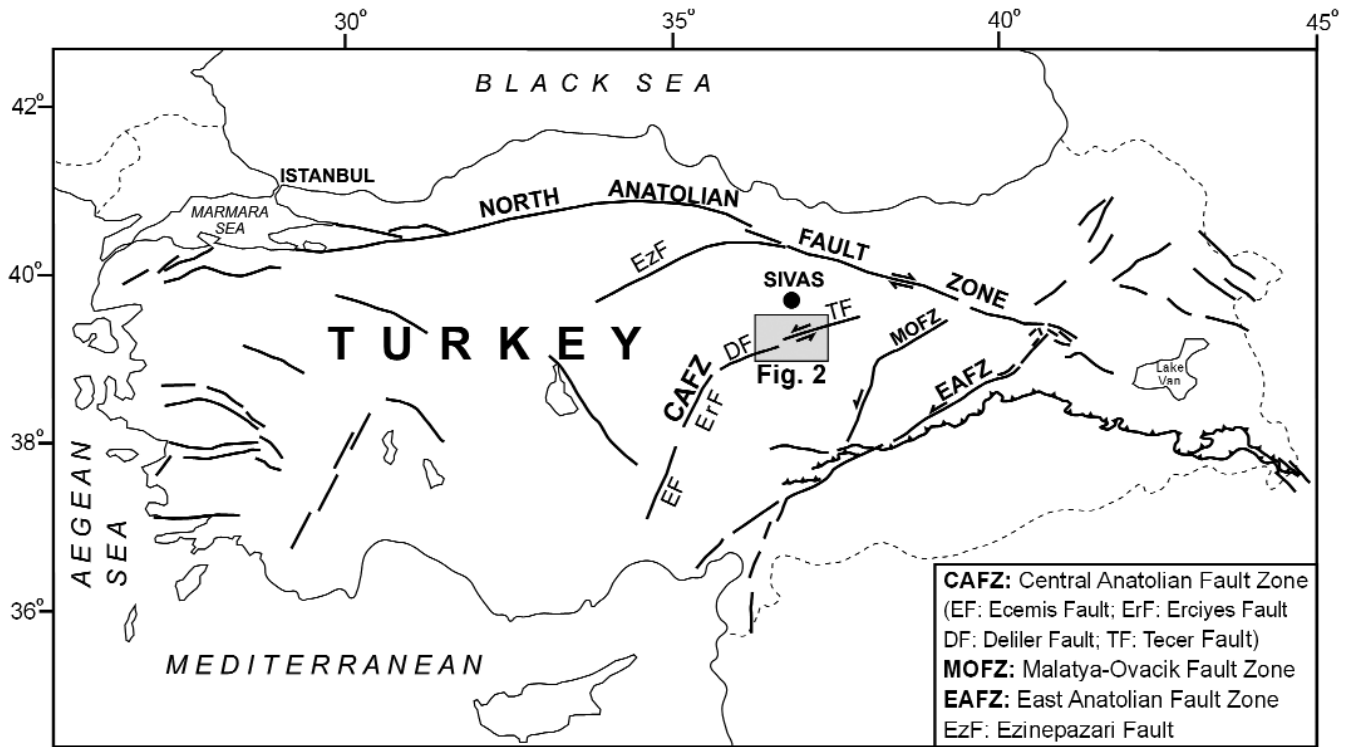 30°
35°
40°
45°
BLACK SEA
42°
ISTANBUL
MARMARA
SEA
NORTH ANATOLIAN FAULT ZONE
EzF
40°
SIVAS
TF
TURKEY
DF
MOFZ
Fig. 2
CAFZ
ErF
EAFZ
Lake
Van
38°
EF
AEGEAN
SEA
36°
MEDITERRANEAN
CAFZ: Central Anatolian Fault Zone
(EF: Ecemis Fault; ErF: Erciyes Fault
DF: Deliler Fault; TF: Tecer Fault)
MOFZ: Malatya-Ovacik Fault Zone
EAFZ: East Anatolian Fault Zone
EzF: Ezinepazari Fault